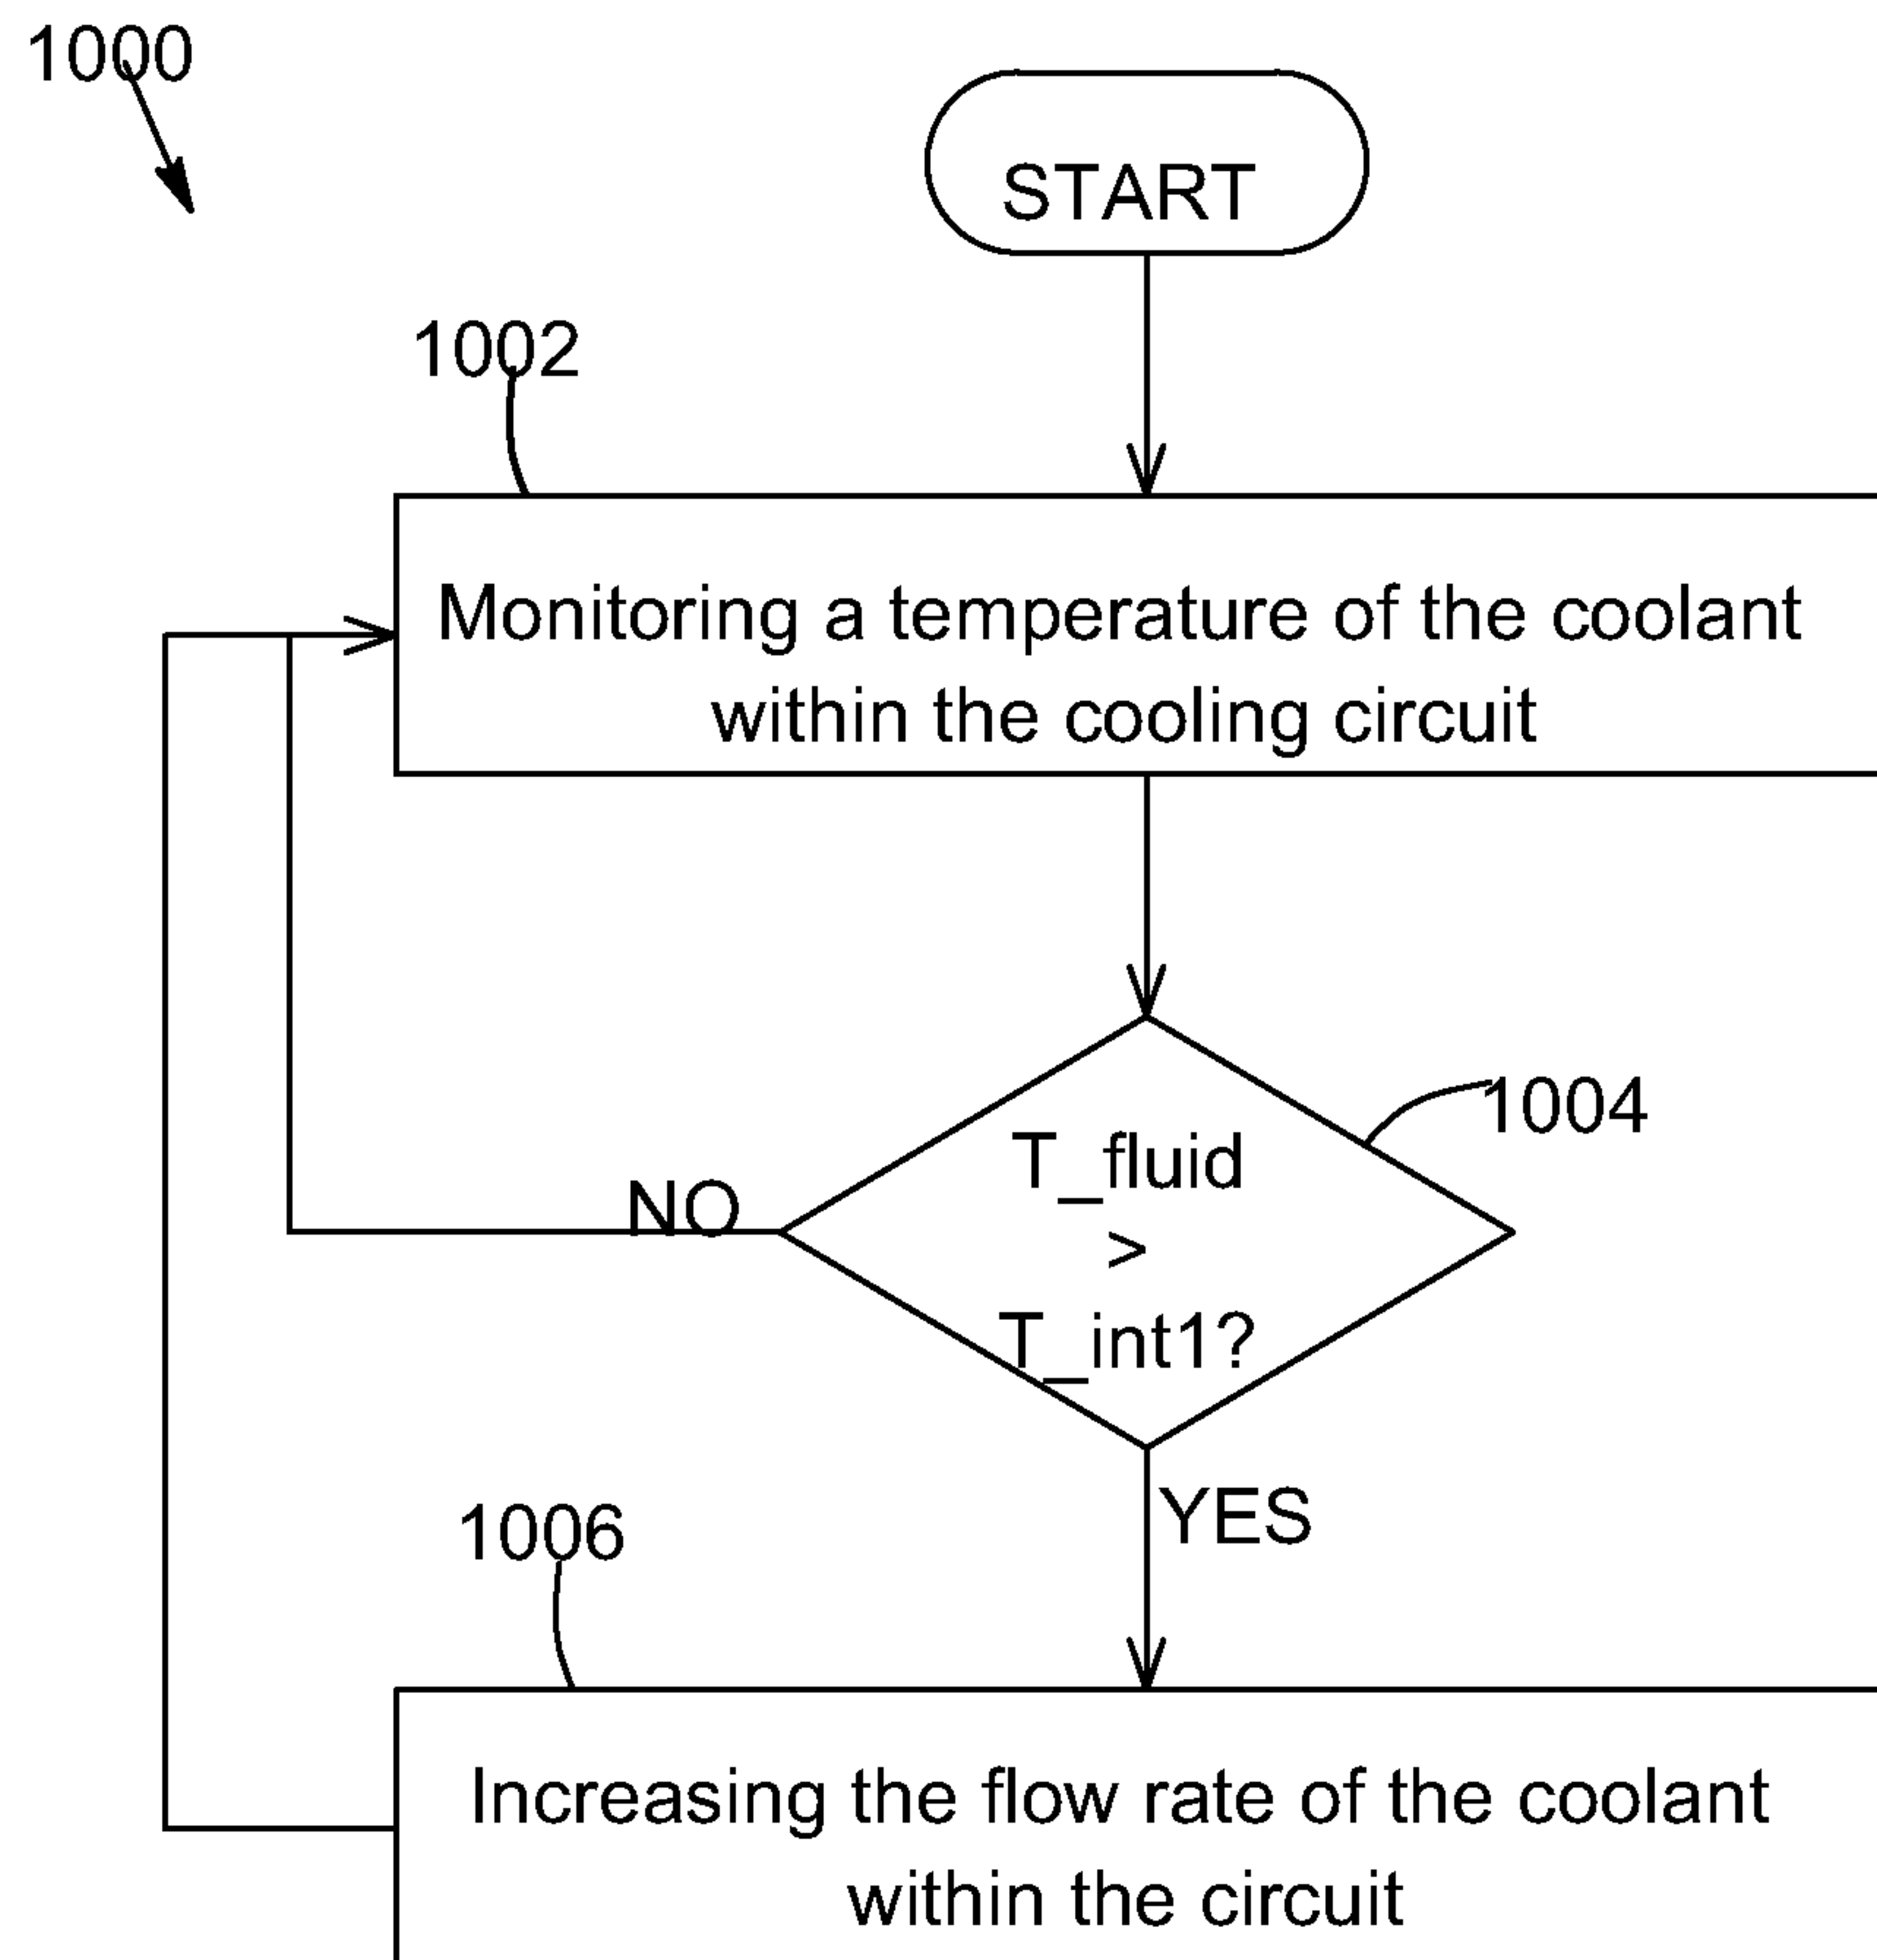 1000
START
1002
Monitoring a temperature of the coolant
within the cooling circuit
1004
T_fluid
>
T_int1?
NO
YES
1006
Increasing the flow rate of the coolant
within the circuit